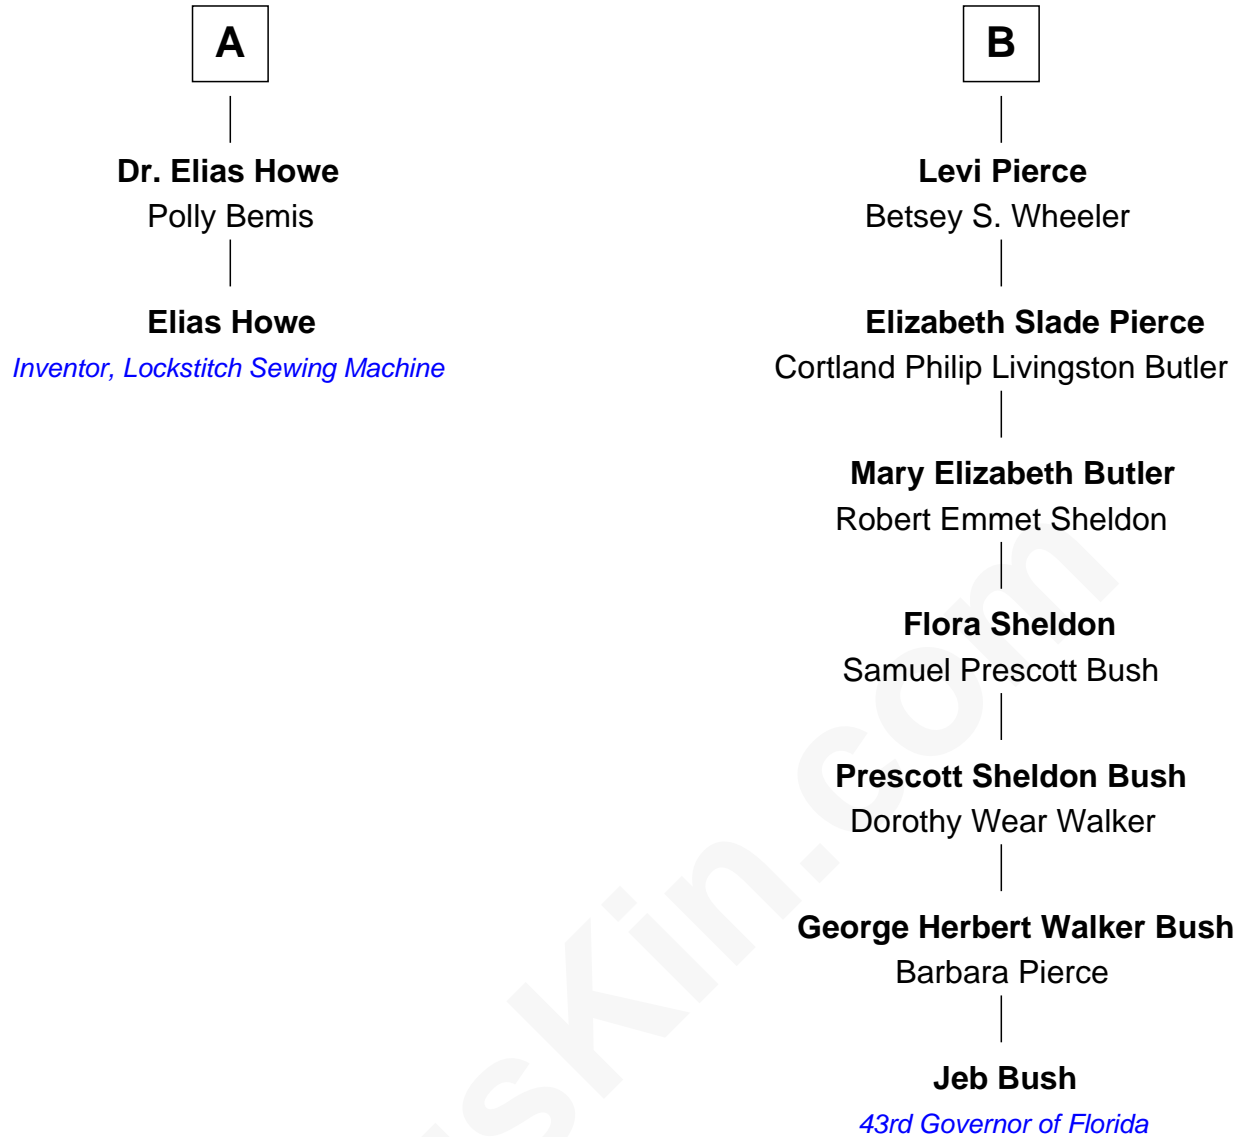 A
Dr. Elias Howe
Polly Bemis
Elias Howe
Inventor, Lockstitch Sewing Machine
B
Levi Pierce
Betsey S. Wheeler
Elizabeth Slade Pierce
Cortland Philip Livingston Butler
Mary Elizabeth Butler
Robert Emmet Sheldon
Flora Sheldon
Samuel Prescott Bush
Prescott Sheldon Bush
Dorothy Wear Walker
George Herbert Walker Bush
Barbara Pierce
Jeb Bush
43rd Governor of Florida
sKin.com